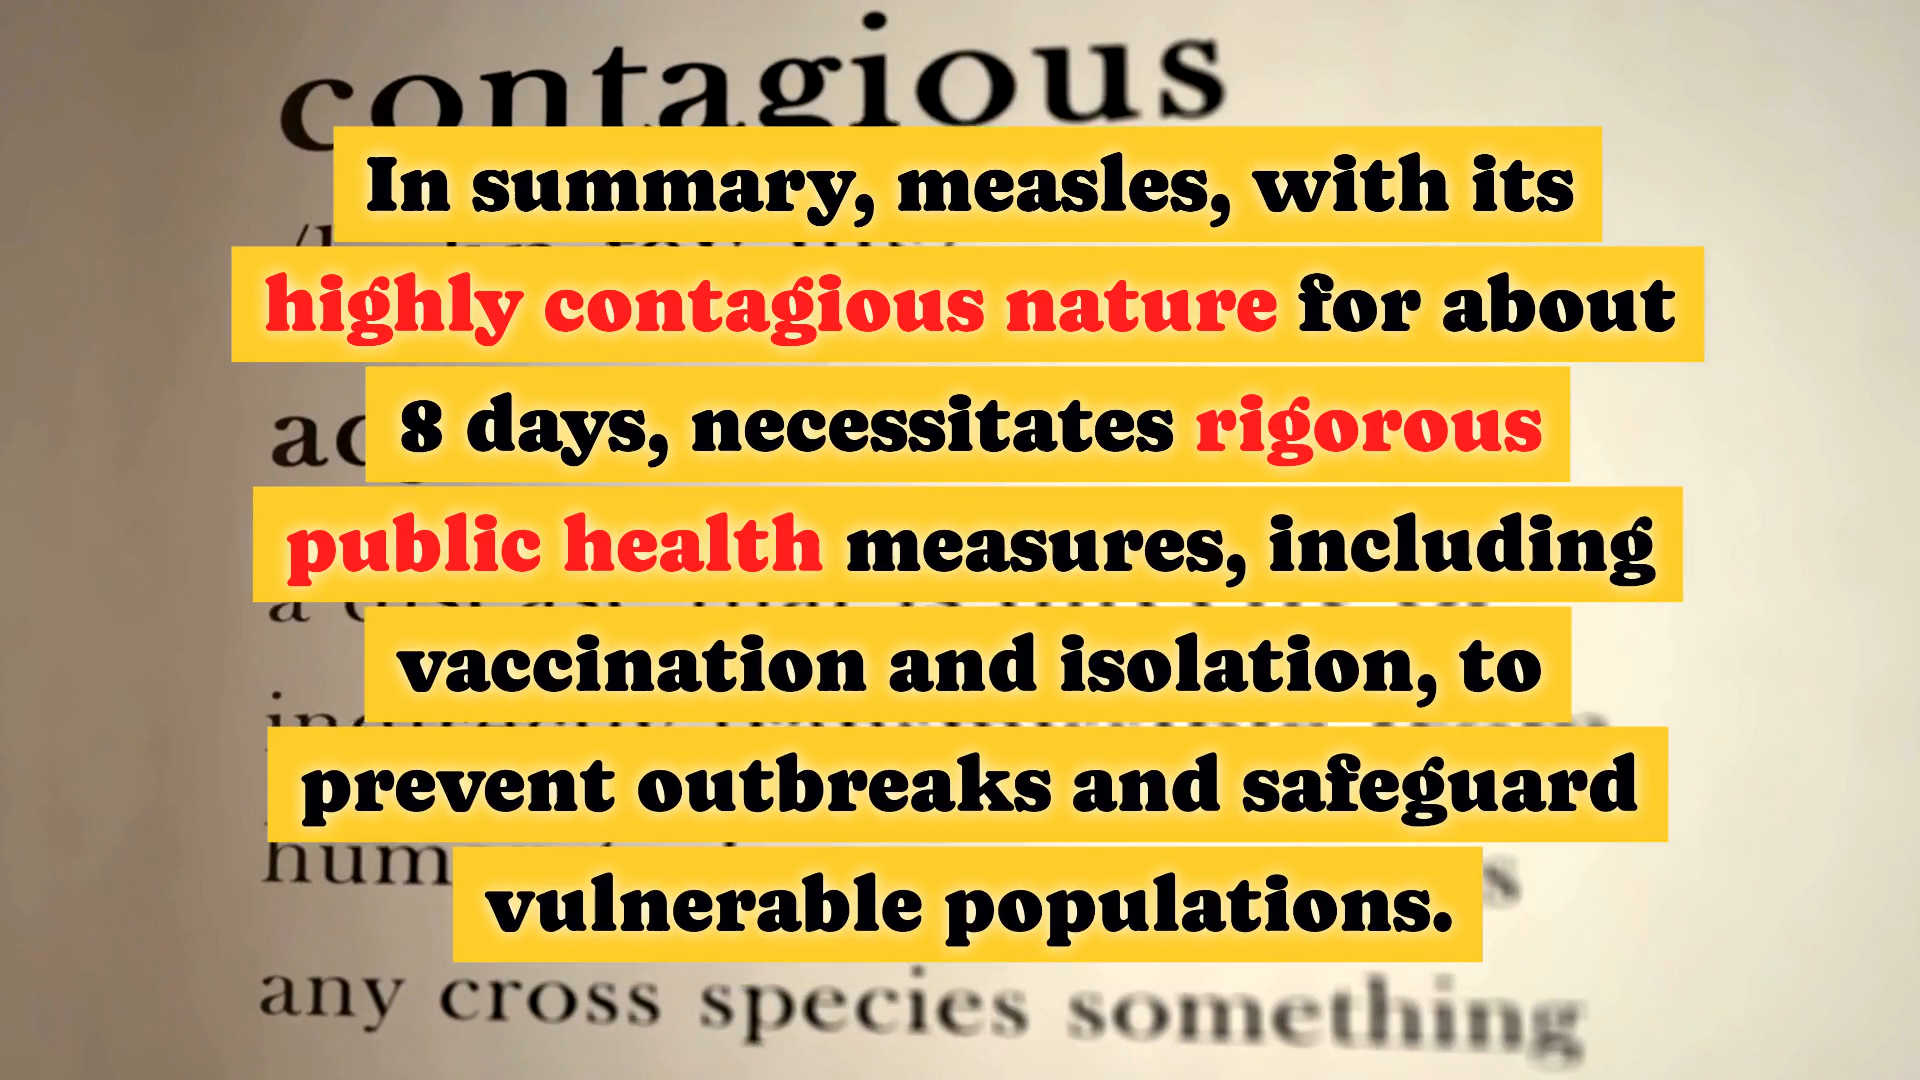 contagious
In summary, measles, with its
highly contagious nature for about
8 days, necessitates rigorous
public health measures, including
vaccination and isolation, to
prevent outbreaks and safeguard
vulnerable populations.
any cross species something